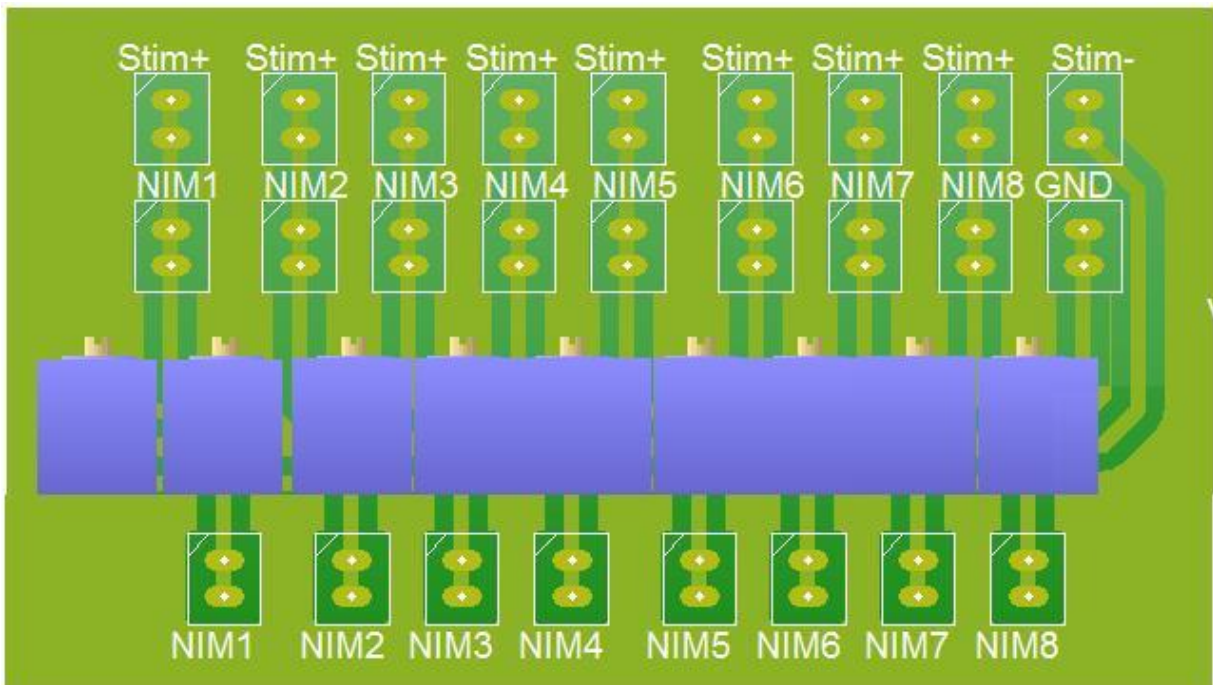 Stim+ Stim+ Stim+ Stim+ Stim+ Stim+ Stim+ Stim+ Stim-
NIM1 NIM2 NIM3 NIM4 NIM5 NIM6 NIM7 NIM8 GND
NIM1 NIM2 NIM3 NIM4 NIM5 NIM6 NIM7 NIM8